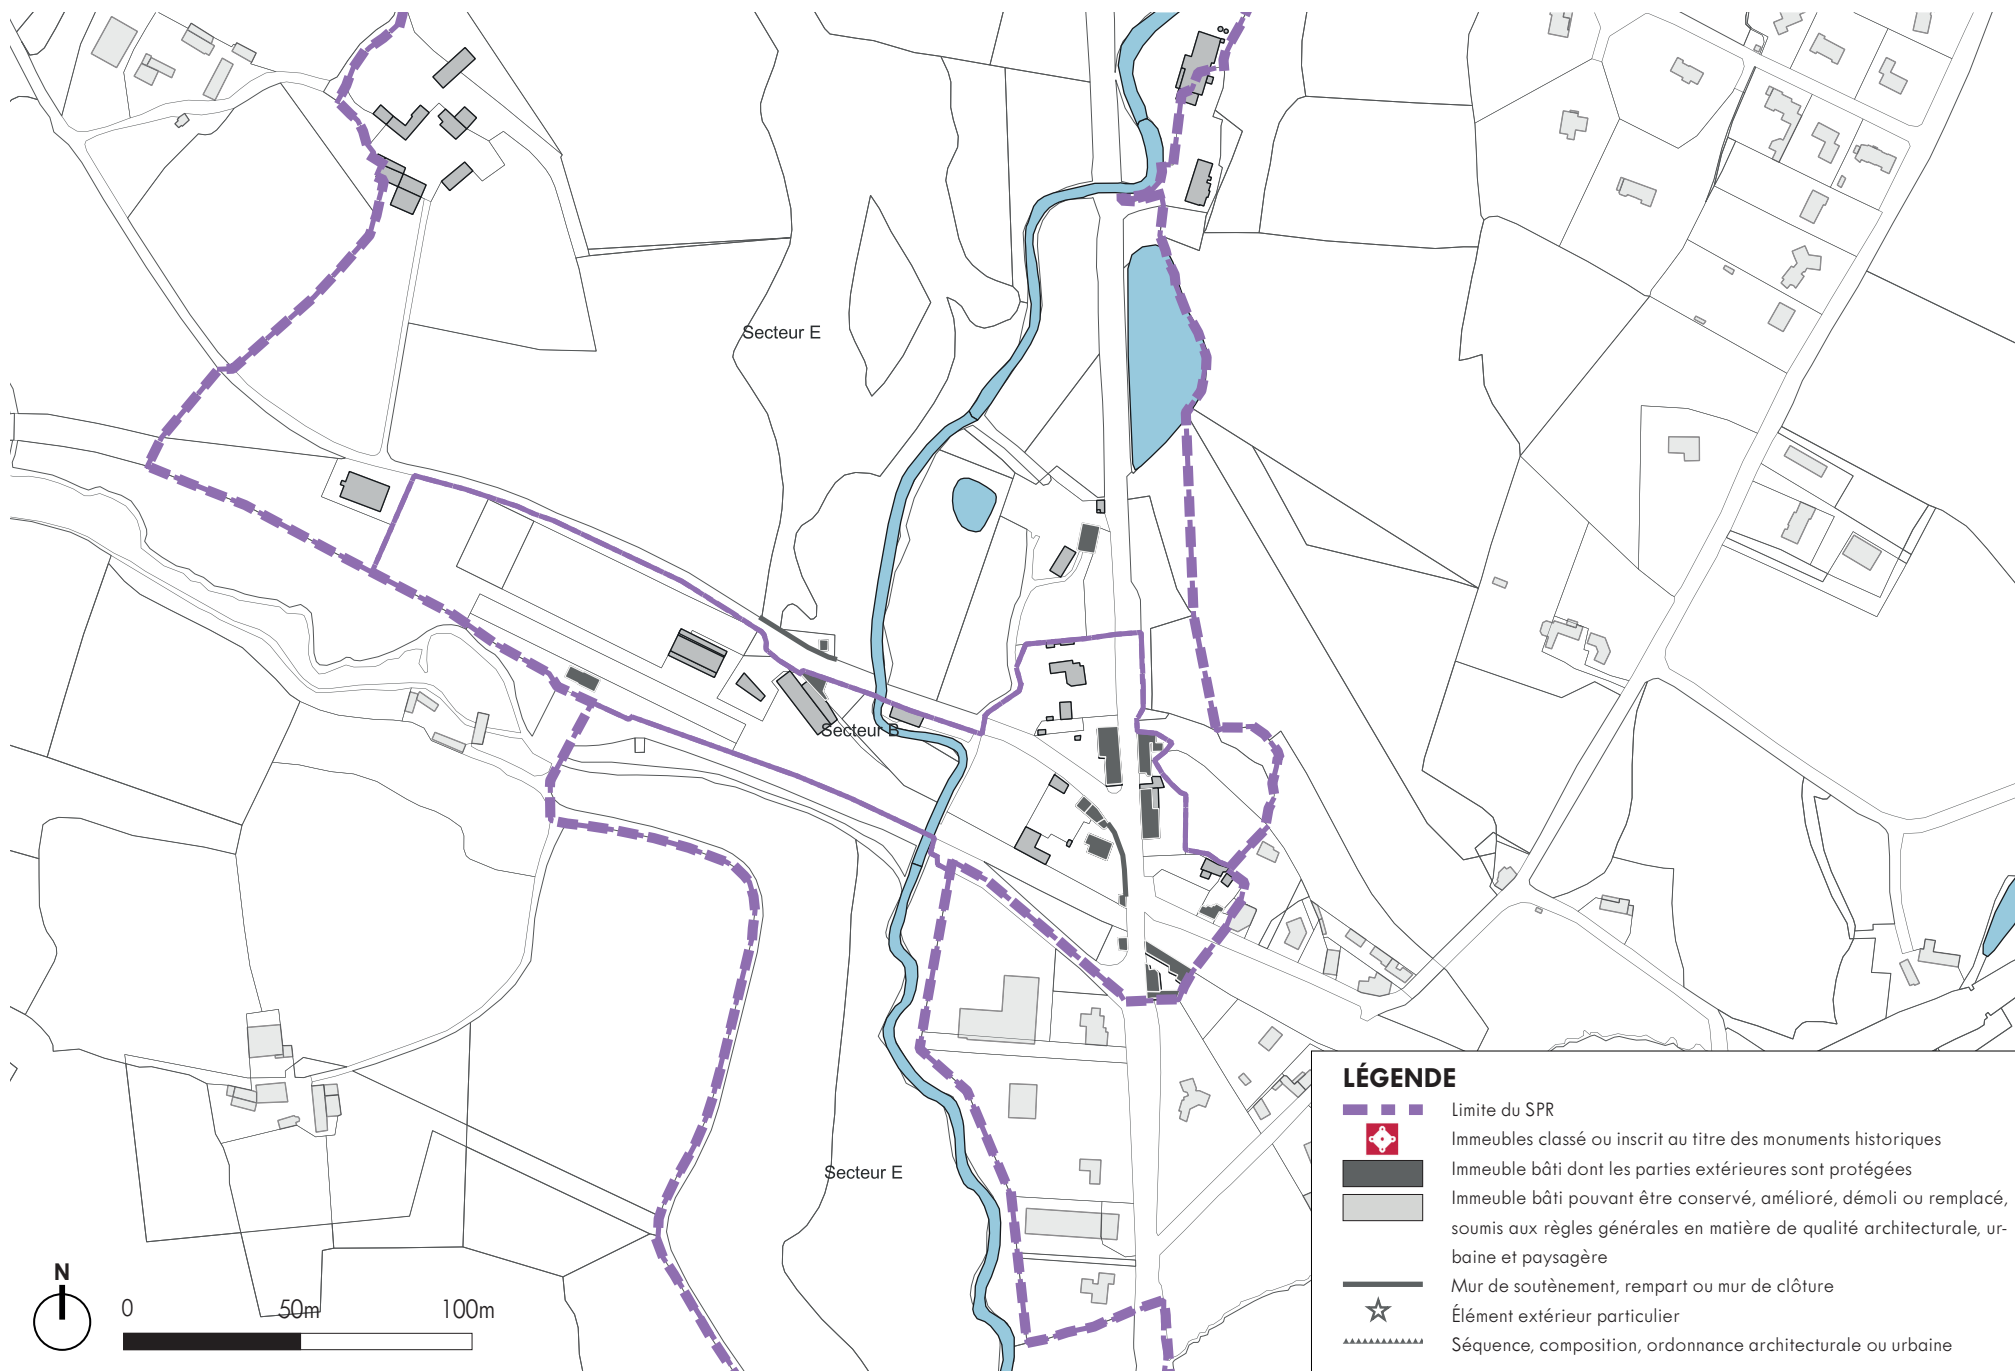 Secteur E
Secteur B
Secteur E
N
0 50m 100m
LÉGENDE
Limite du SPR
Immeubles classé ou inscrit au titre des monuments historiques
Immeuble bâti dont les parties extérieures sont protégées
Immeuble bâti pouvant être conservé, amélioré, démoli ou remplacé,
soumis aux règles générales en matière de qualité architecturale, ur-
baine et paysagère
Mur de soutènement, rempart ou mur de clôture
Élément extérieur particulier
Séquence, composition, ordonnance architecturale ou urbaine